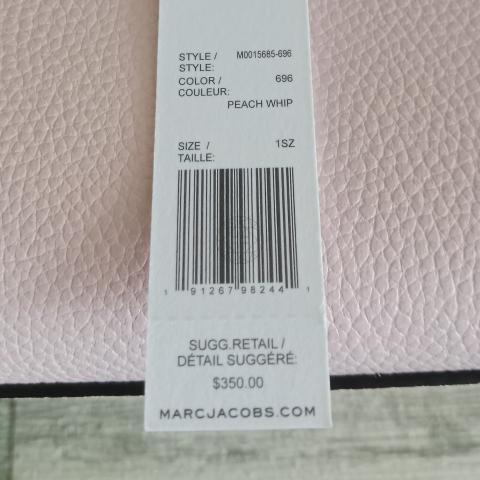 STYLE / M0015685-696
STYLE:
COLOR / 696
COULEUR:
PEACH WHIP
SIZE / 1SZ
TAILLE:
1 91267 98244 1
SUGG.RETAIL /
DÉTAIL SUGGÉRÉ:
$350.00
MARCJACOBS.COM